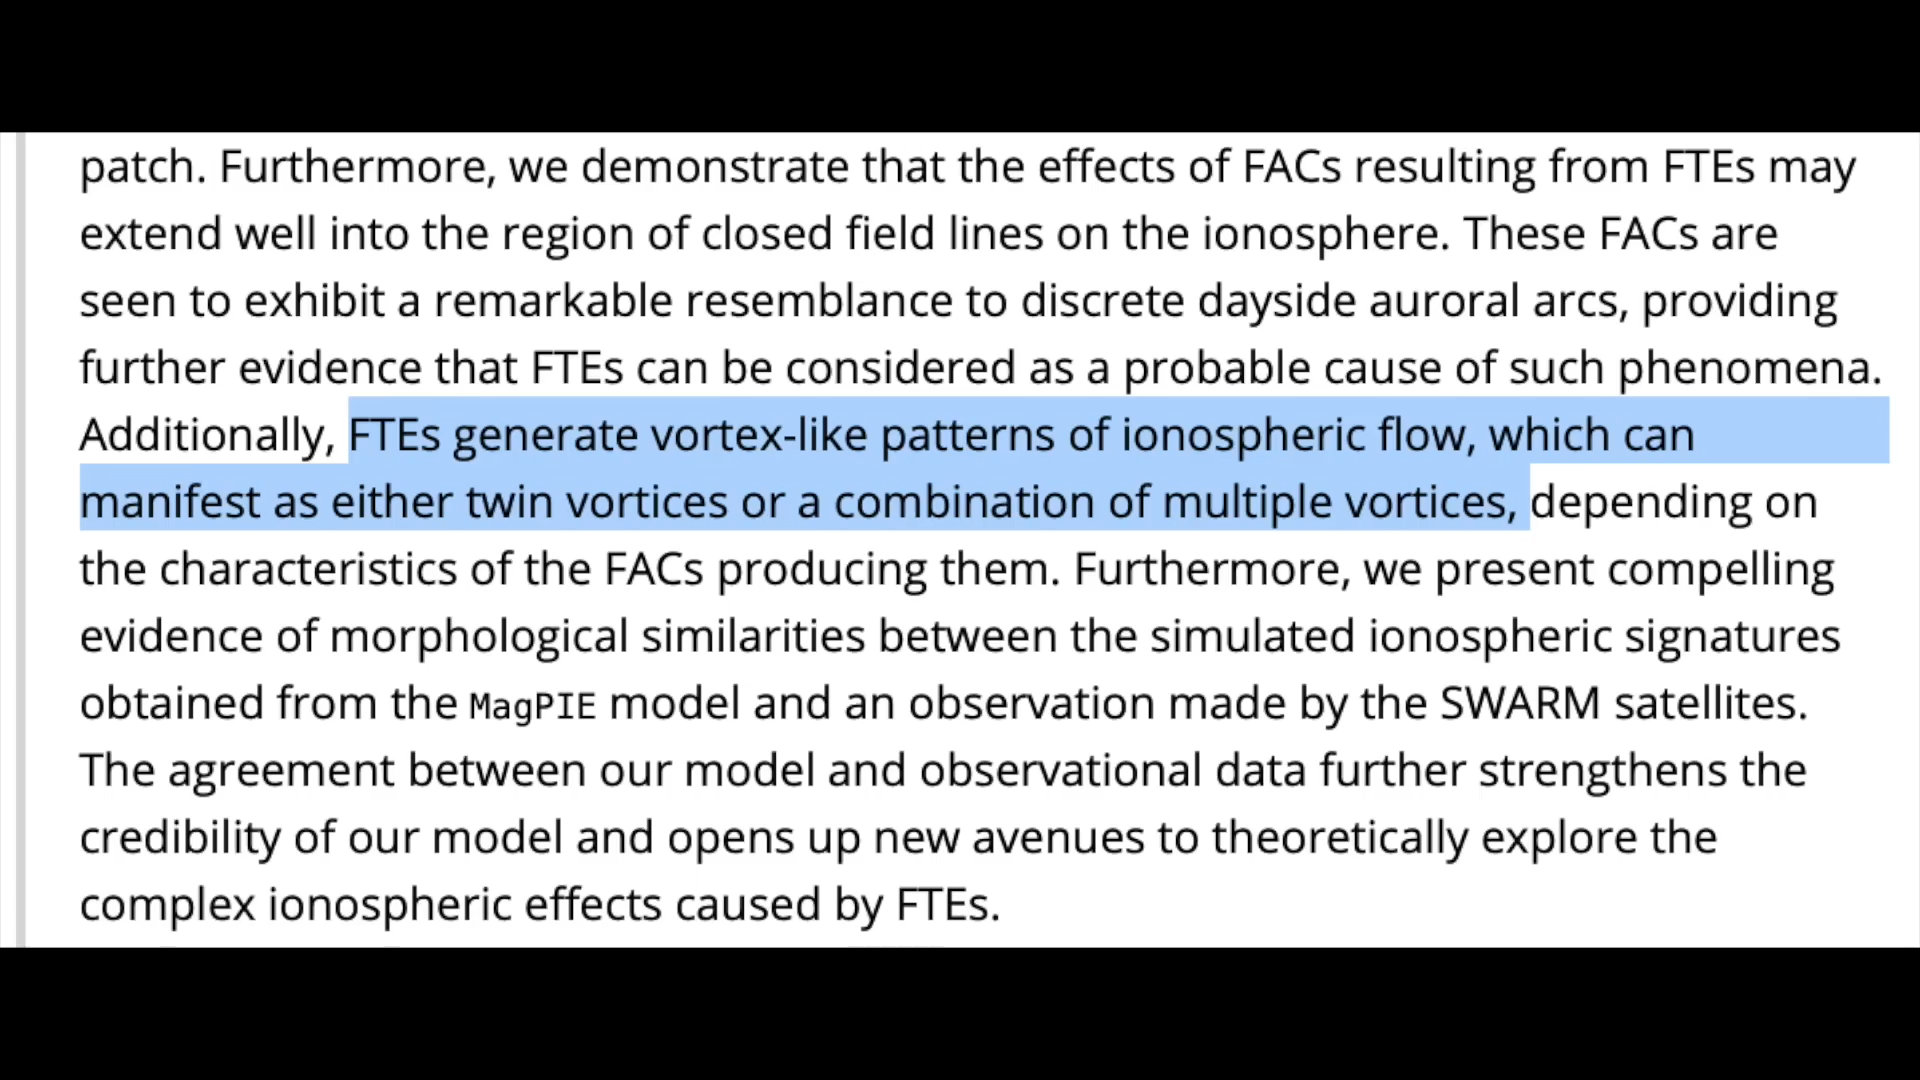 patch. Furthermore, we demonstrate that the effects of FACs resulting from FTEs may
extend well into the region of closed field lines on the ionosphere. These FACs are
seen to exhibit a remarkable resemblance to discrete dayside auroral arcs, providing
further evidence that FTEs can be considered as a probable cause of such phenomena.
Additionally, FTEs generate vortex-like patterns of ionospheric flow, which can
manifest as either twin vortices or a combination of multiple vortices, depending on
the characteristics of the FACs producing them. Furthermore, we present compelling
evidence of morphological similarities between the simulated ionospheric signatures
obtained from the MagPIE model and an observation made by the SWARM satellites.
The agreement between our model and observational data further strengthens the
credibility of our model and opens up new avenues to theoretically explore the
complex ionospheric effects caused by FTEs.